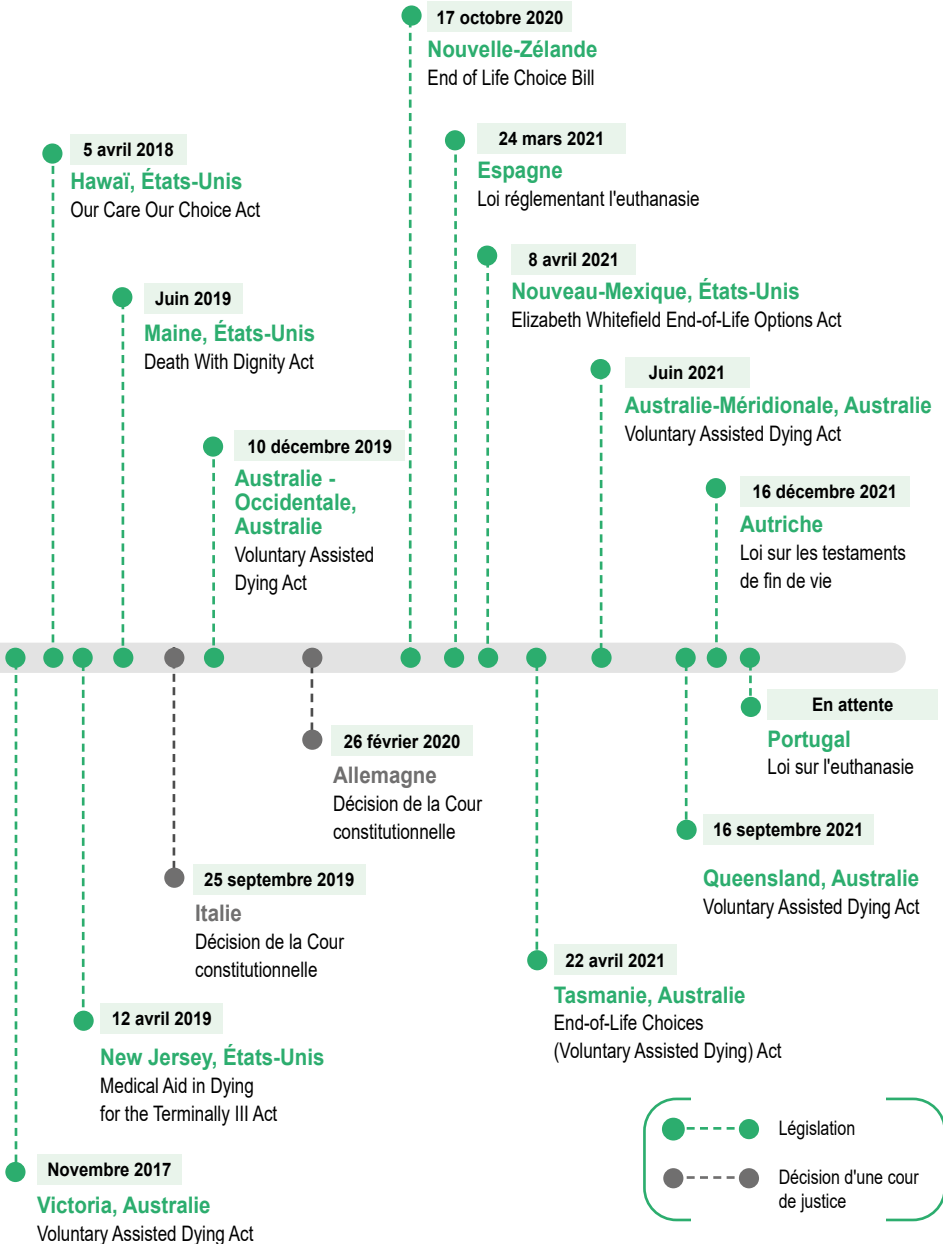 17 octobre 2020
Nouvelle-Zélande
End of Life Choice Bill
5 avril 2018
Hawaï, États-Unis
Our Care Our Choice Act
24 mars 2021
Espagne
Loi réglementant l'euthanasie
8 avril 2021
Nouveau-Mexique, États-Unis
Elizabeth Whitefield End-of-Life Options Act
Juin 2019
Maine, États-Unis
Death With Dignity Act
Juin 2021
Australie-Méridionale, Australie
Voluntary Assisted Dying Act
10 décembre 2019
Australie -
Occidentale,
Australie
Voluntary Assisted
Dying Act
16 décembre 2021
Autriche
Loi sur les testaments
de fin de vie
En attente
Portugal
Loi sur l'euthanasie
26 février 2020
Allemagne
Décision de la Cour
constitutionnelle
16 septembre 2021
Queensland, Australie
Voluntary Assisted Dying Act
25 septembre 2019
Italie
Décision de la Cour
constitutionnelle
22 avril 2021
Tasmanie, Australie
End-of-Life Choices
(Voluntary Assisted Dying) Act
12 avril 2019
New Jersey, États-Unis
Medical Aid in Dying
for the Terminally III Act
Novembre 2017
Victoria, Australie
Voluntary Assisted Dying Act
Législation
Décision d'une cour
de justice